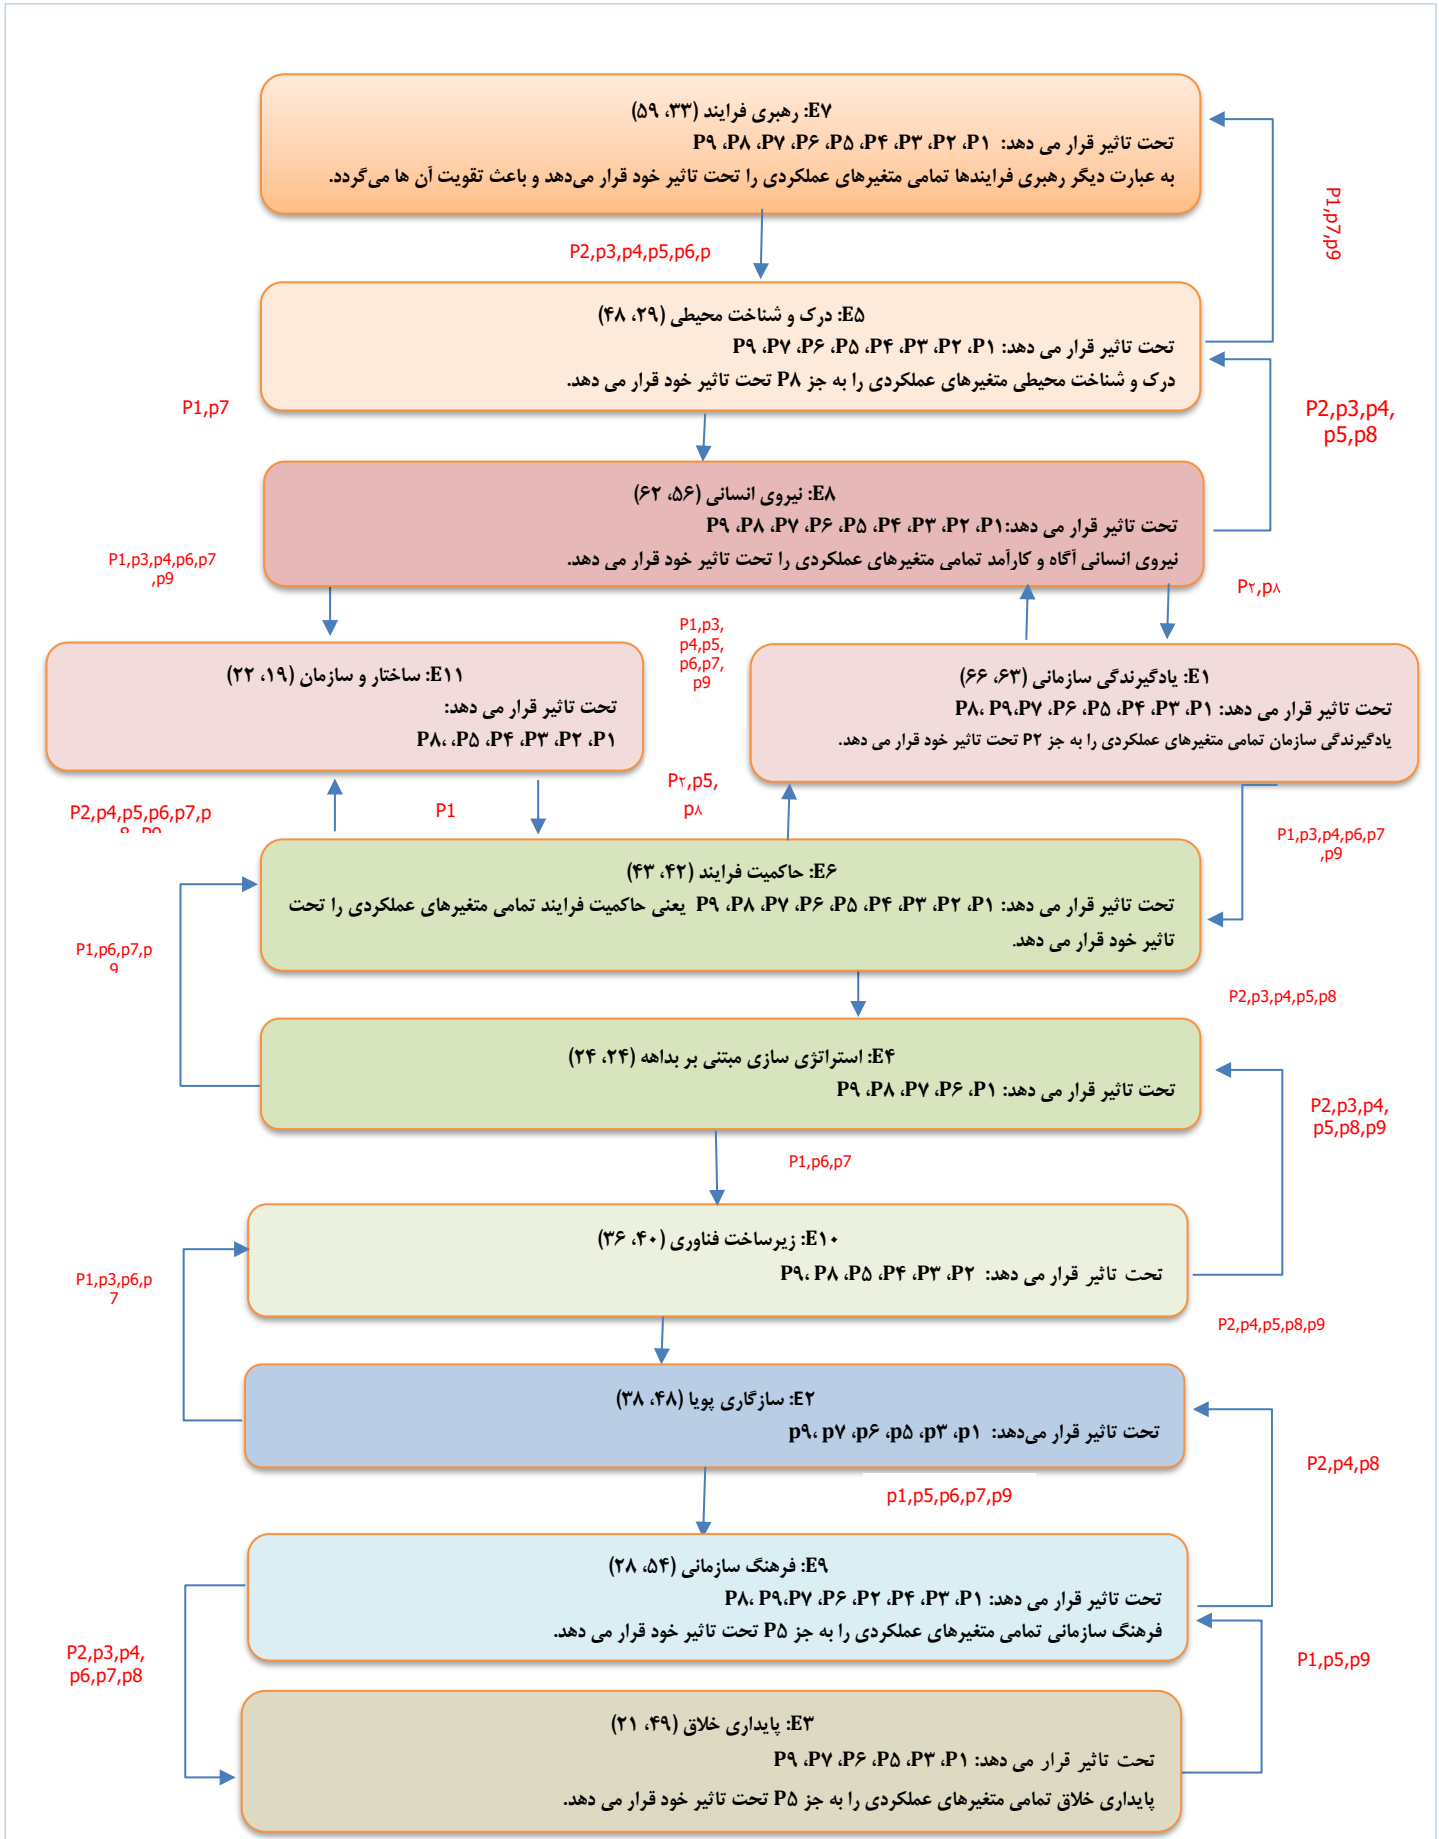 E۷: رهبری فرایند (۳۳، ۵۹)
تحت تاثیر قرار می دهد: P۱، P۲، P۳، P۴، P۵، P۶، P۷، P۸، P۹
به عبارت دیگر رهبری فرایندها تمامی متغیرهای عملکردی را تحت تاثیر خود قرار می‌دهد و باعث تقویت آن ها می‌گردد.
P1,p7,p9
P2,p3,p4,p5,p6,p
E۵: درک و شناخت محیطی (۲۹، ۴۸)
تحت تاثیر قرار می دهد: P۱، P۲، P۳، P۴، P۵، P۶، P۷، P۹
درک و شناخت محیطی متغیرهای عملکردی را به جز P۸ تحت تاثیر خود قرار می دهد.
P1,p7
P2,p3,p4,
p5,p8
E۸: نیروی انسانی (۵۶، ۶۲)
تحت تاثیر قرار می دهد:P۱، P۲، P۳، P۴، P۵، P۶، P۷، P۸، P۹
نیروی انسانی آگاه و کارآمد تمامی متغیرهای عملکردی را تحت تاثیر خود قرار می دهد.
P1,p3,p4,p6,p7
,p9
P۲,p۸
P1,p3,
p4,p5,
p6,p7,
p9
E۱۱: ساختار و سازمان (۱۹، ۲۲)
تحت تاثیر قرار می دهد:
P۱، P۲، P۳، P۴، P۵، ،P۸
E۱: یادگیرندگی سازمانی (۶۳، ۶۶)
تحت تاثیر قرار می دهد: P۱، P۳، P۴، P۵، P۶، P۷،P۹ ،P۸
یادگیرندگی سازمان تمامی متغیرهای عملکردی را به جز P۲ تحت تاثیر خود قرار می دهد.
P2,p4,p5,p6,p7,p
8, p9
P1
P۲,p5,
p۸
P1,p3,p4,p6,p7
,p9
E۶: حاکمیت فرایند (۴۲، ۴۳)
تحت تاثیر قرار می دهد: P۱، P۲، P۳، P۴، P۵، P۶، P۷، P۸، P۹ یعنی حاکمیت فرایند تمامی متغیرهای عملکردی را تحت
تاثیر خود قرار می دهد.
P1,p6,p7,p
9
P2,p3,p4,p5,p8
E۴: استراتژی سازی مبتنی بر بداهه (۲۴، ۲۴)
تحت تاثیر قرار می دهد: P۱، P۶، P۷، P۸، P۹
P2,p3,p4,
p5,p8,p9
P1,p6,p7
E۱۰: زیرساخت فناوری (۴۰، ۳۶)
تحت تاثیر قرار می دهد: P۲، P۳، P۴، P۵، P۸ ،P۹
P1,p3,p6,p
7
P2,p4,p5,p8,p9
E۲: سازگاری پویا (۴۸، ۳۸)
تحت تاثیر قرار می‌دهد: p۱، p۳، p۵، p۶، p۷ ،p۹
P2,p4,p8
p1,p5,p6,p7,p9
E۹: فرهنگ سازمانی (۵۴، ۲۸)
تحت تاثیر قرار می دهد: P۱، P۳، P۴، P۲، P۶، P۷،P۹ ،P۸
فرهنگ سازمانی تمامی متغیرهای عملکردی را به جز P۵ تحت تاثیر خود قرار می دهد.
P2,p3,p4,
p6,p7,p8
P1,p5,p9
E۳: پایداری خلاق (۴۹، ۲۱)
تحت تاثیر قرار می دهد: P۱، P۳، P۵، P۶، P۷، P۹
پایداری خلاق تمامی متغیرهای عملکردی را به جز P۵ تحت تاثیر خود قرار می دهد.